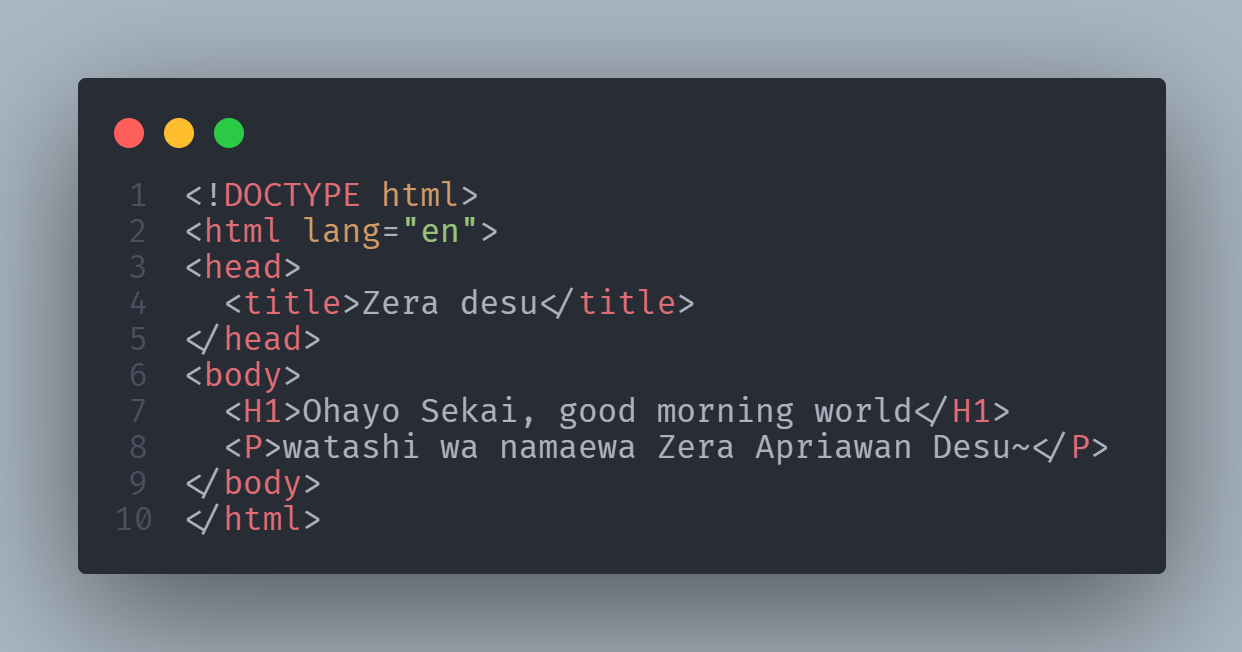 1 <!DOCTYPE html>
2 <html lang="en">
3 <head>
4   <title>Zera desu</title>
5 </head>
6 <body>
7   <H1>Ohayo Sekai, good morning world</H1>
8   <P>watashi wa namaewa Zera Apriawan Desu~</P>
9 </body>
10 </html>